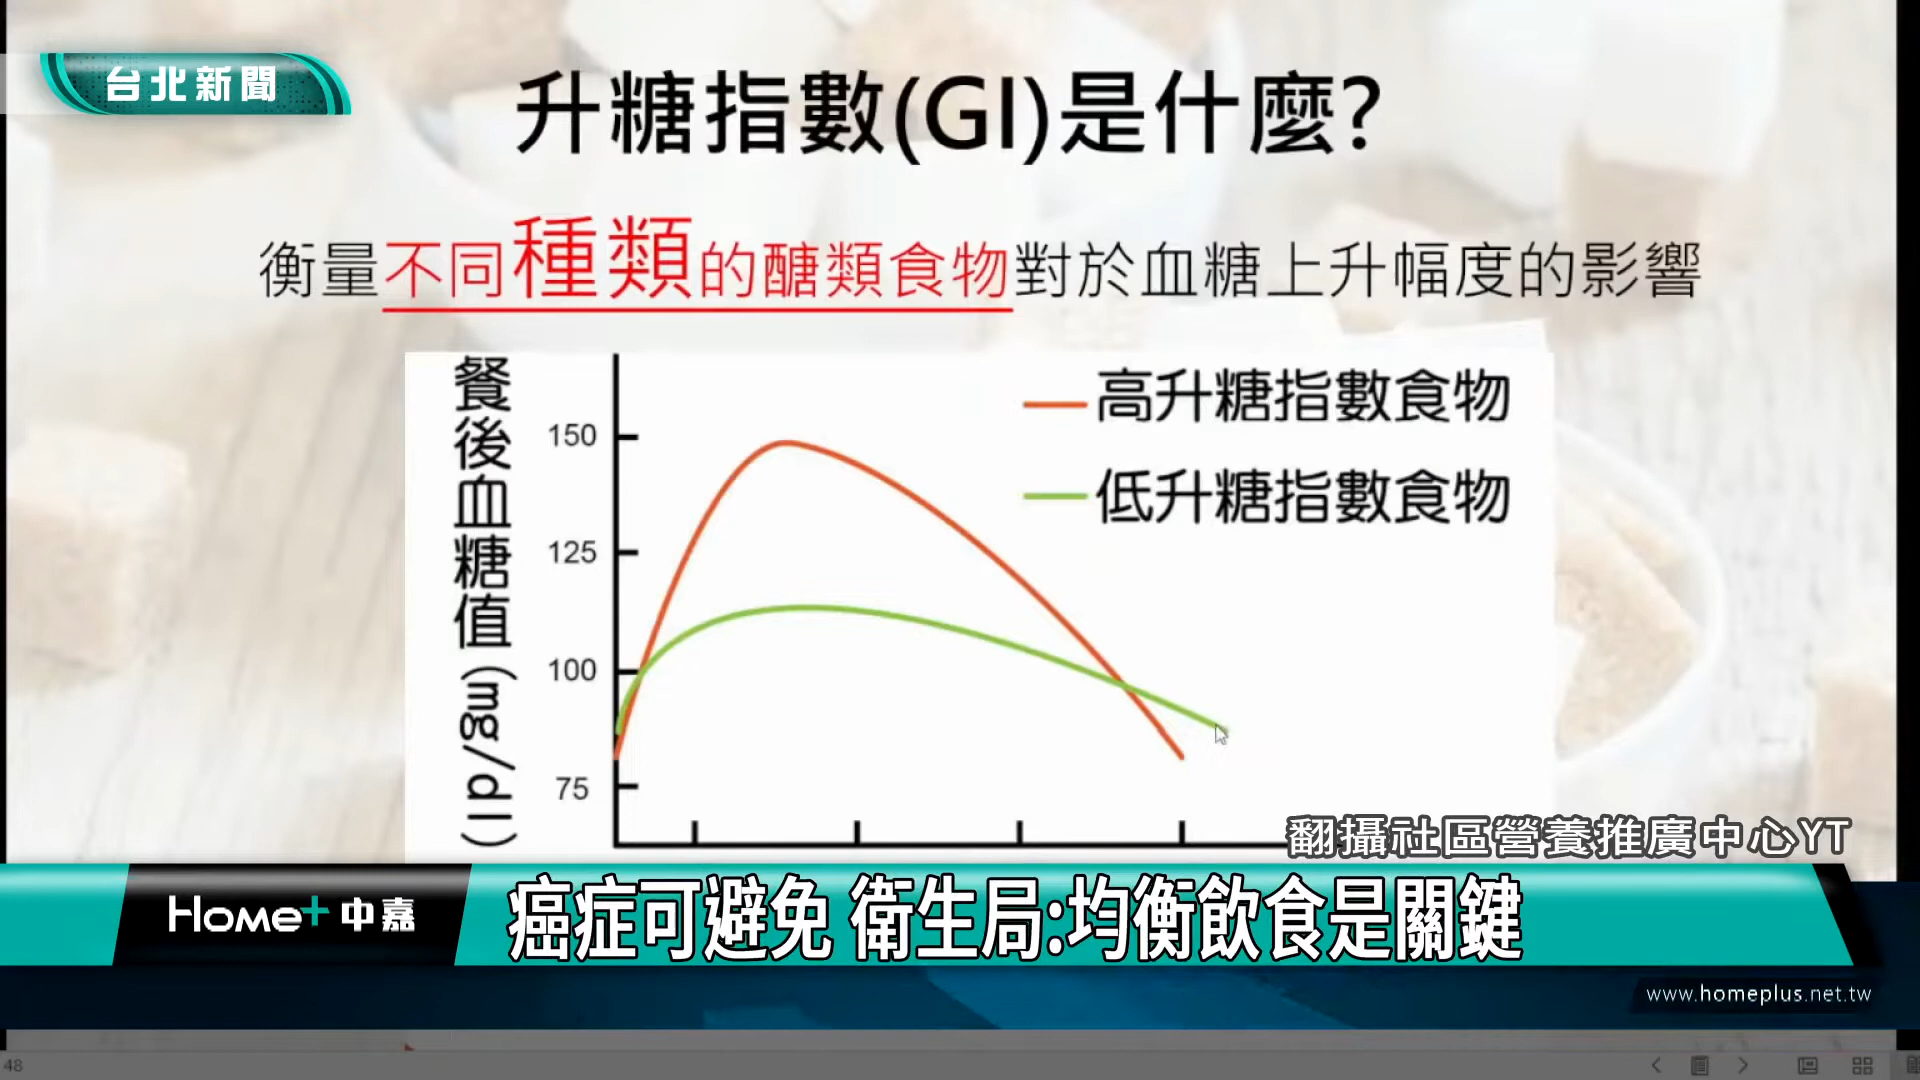 台北新聞
升糖指數(GI)是什麼?
衡量不同種類的醣類食物對於血糖上升幅度的影響
餐後血糖值(mg/dl)
150
125
100
75
高升糖指數食物
低升糖指數食物
翻攝社區營養推廣中心YT
Home+ 中嘉
癌症可避免 衛生局:均衡飲食是關鍵
www.homeplus.net.tw
48